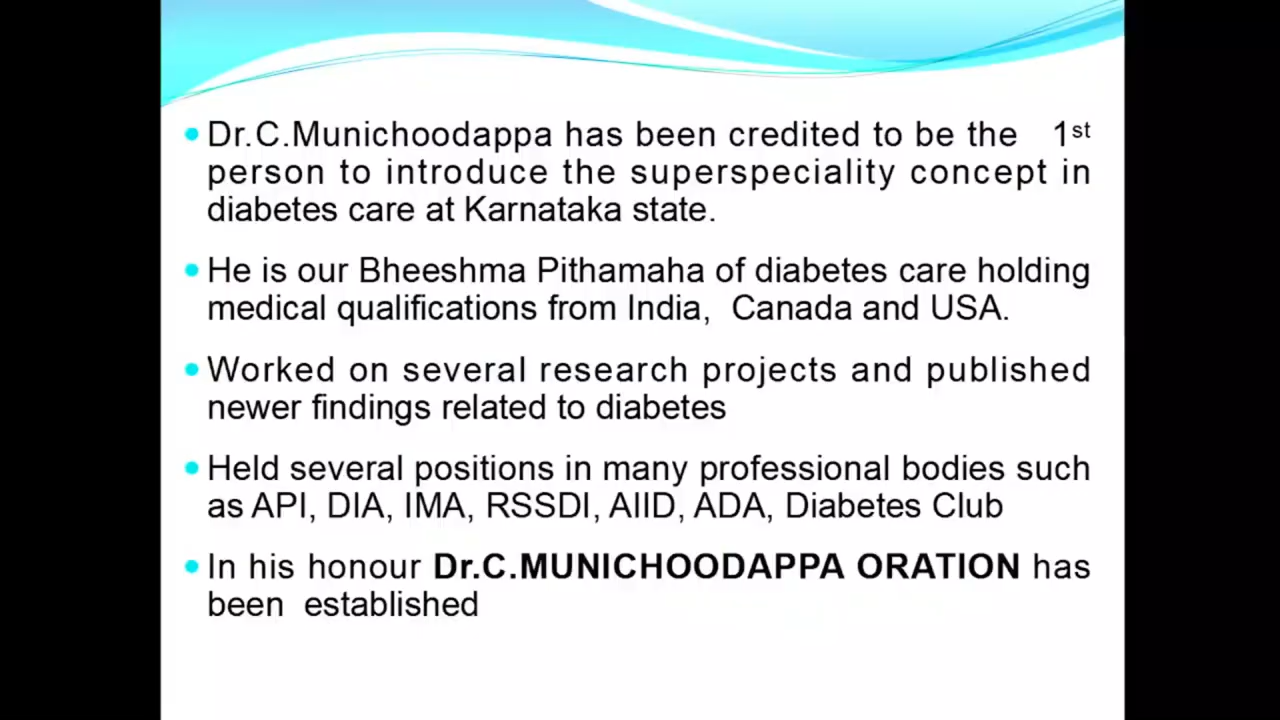 • Dr.C.Munichoodappa has been credited to be the 1st
person to introduce the superspeciality concept in
diabetes care at Karnataka state.
• He is our Bheeshma Pithamaha of diabetes care holding
medical qualifications from India, Canada and USA.
• Worked on several research projects and published
newer findings related to diabetes
• Held several positions in many professional bodies such
as API, DIA, IMA, RSSDI, AIID, ADA, Diabetes Club
• In his honour Dr.C.MUNICHOODAPPA ORATION has
been established